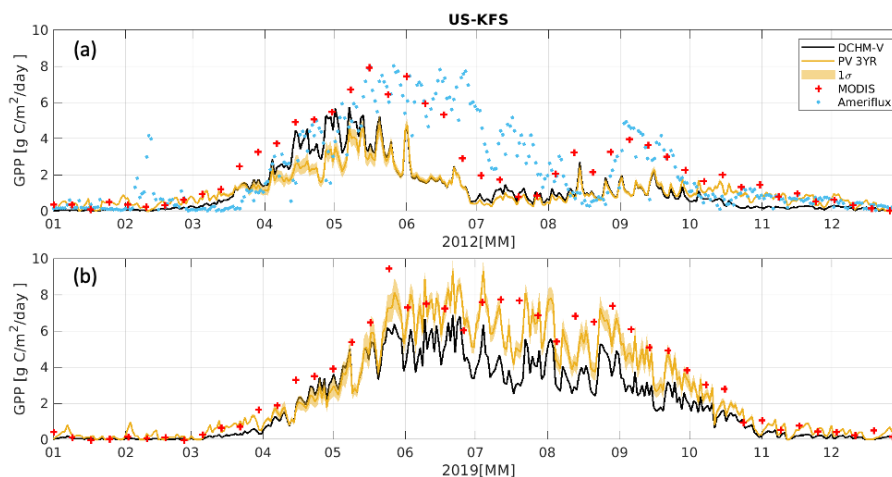 US-KFS
(a)
GPP [g C/m²/day]
10
8
6
4
2
0
DCHM-V
PV 3YR
1σ
MODIS
Ameriflux
01 02 03 04 05 06 07 08 09 10 11 12
2012[MM]
(b)
GPP [g C/m²/day]
10
8
6
4
2
0
01 02 03 04 05 06 07 08 09 10 11 12
2019[MM]